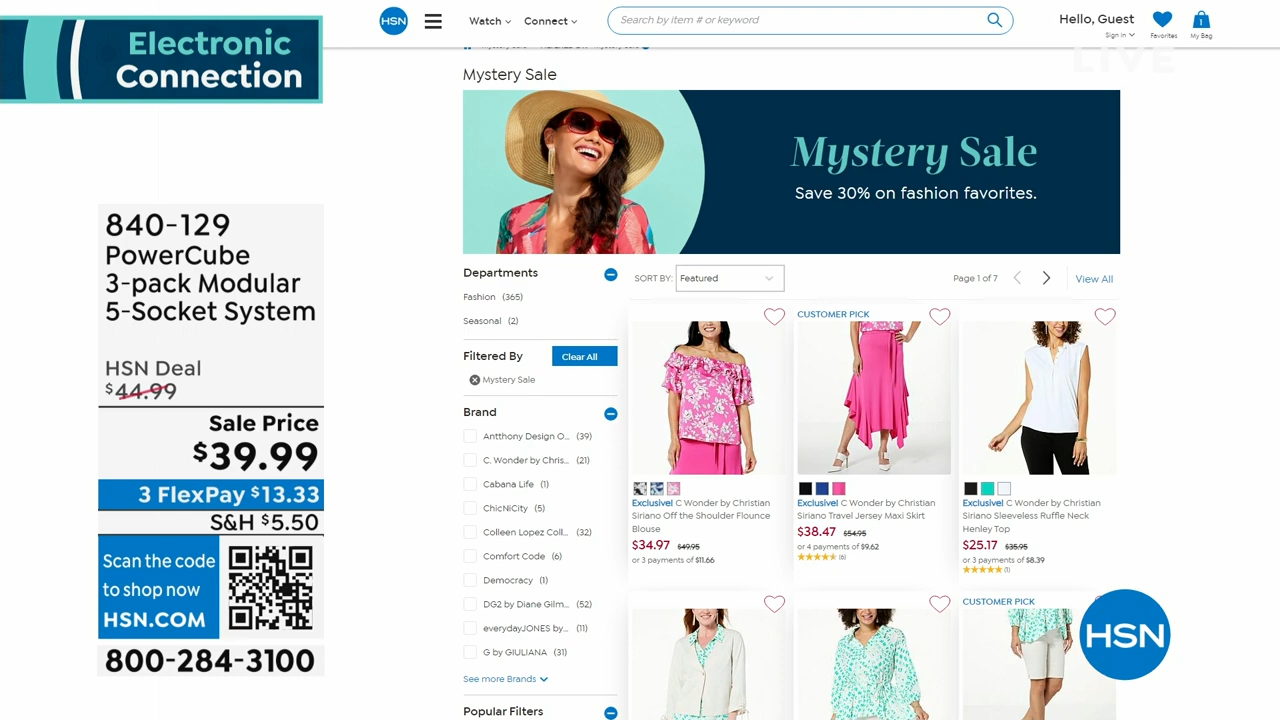 Electronic
Connection
840-129
PowerCube
3-pack Modular
5-Socket System
HSN Deal
$44.99
Sale Price
$39.99
3 FlexPay $13.33
S&H $5.50
Scan the code
to shop now
HSN.COM
800-284-3100
HSN
Watch
Connect
Search by item # or keyword
Hello, Guest
Sign In
Favorites
1
My Bag
LIVE
Mystery Sale
Mystery Sale
Save 30% on fashion favorites.
Departments
Fashion (365)
Seasonal (2)
Filtered By
Clear All
Mystery Sale
Brand
Antthony Design O... (39)
C. Wonder by Chris... (21)
Cabana Life (1)
ChicNiCity (5)
Colleen Lopez Coll... (32)
Comfort Code (6)
Democracy (1)
DG2 by Diane Gilm... (52)
everydayJONES by... (11)
G by GIULIANA (31)
See more Brands
Popular Filters
SORT BY: Featured
Page 1 of 7
View All
Exclusive! C Wonder by Christian
Siriano Off the Shoulder Flounce
Blouse
$34.97 $49.95
or 3 payments of $11.66
CUSTOMER PICK
Exclusive! C Wonder by Christian
Siriano Travel Jersey Maxi Skirt
$38.47 $54.95
or 4 payments of $9.62
(6)
Exclusive! C Wonder by Christian
Siriano Sleeveless Ruffle Neck
Henley Top
$25.17 $35.95
or 3 payments of $8.39
(1)
CUSTOMER PICK
HSN